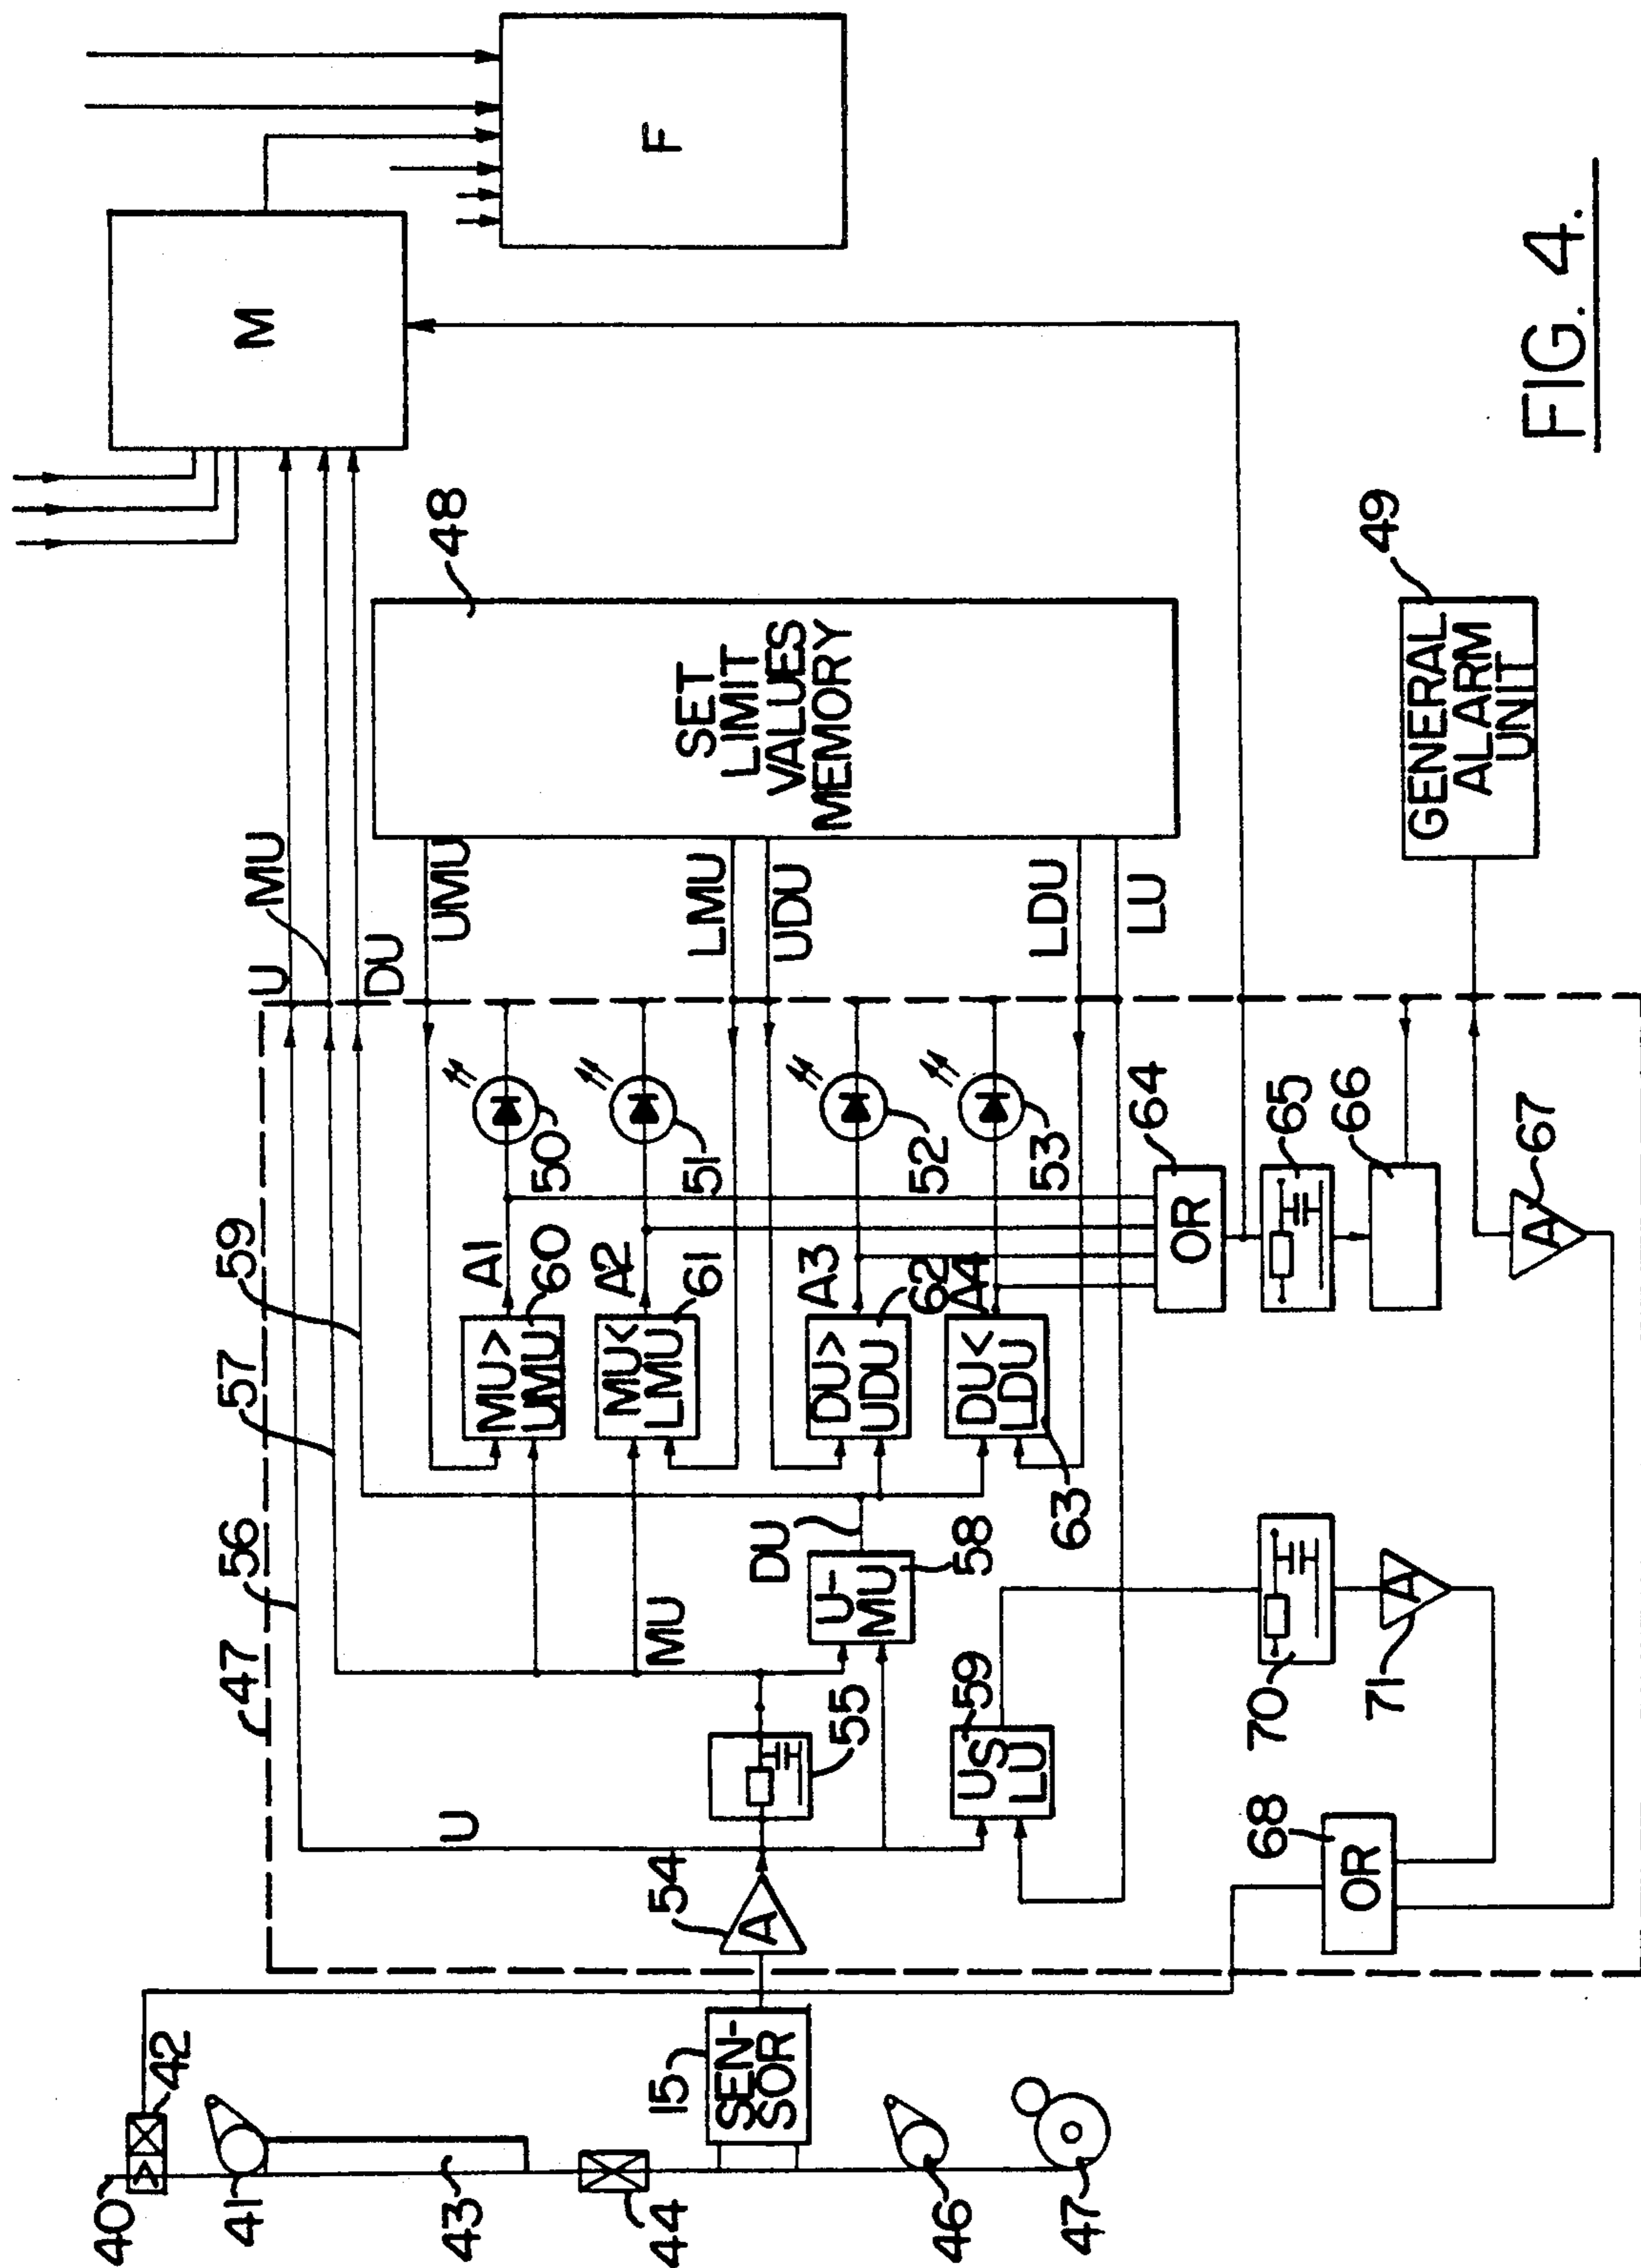 M
F
U
MU
DU
48
SET
LIMIT
VALUES
MEMORY
UMU
LMU
UDU
LDU
LU
49
GENERAL
ALARM
UNIT
47
56
57
59
50
51
52
53
A1
A2
A3
A4
MU>
UMU
60
MU<
LMU
61
DU>
UDU
62
DU<
LDU
63
64
OR
65
66
67
A
DU
U-
MU
58
MU
55
U
54
A
US
LU
59
70
71
A
68
OR
40
42
41
43
44
15
SEN-
SOR
46
47
FIG. 4.